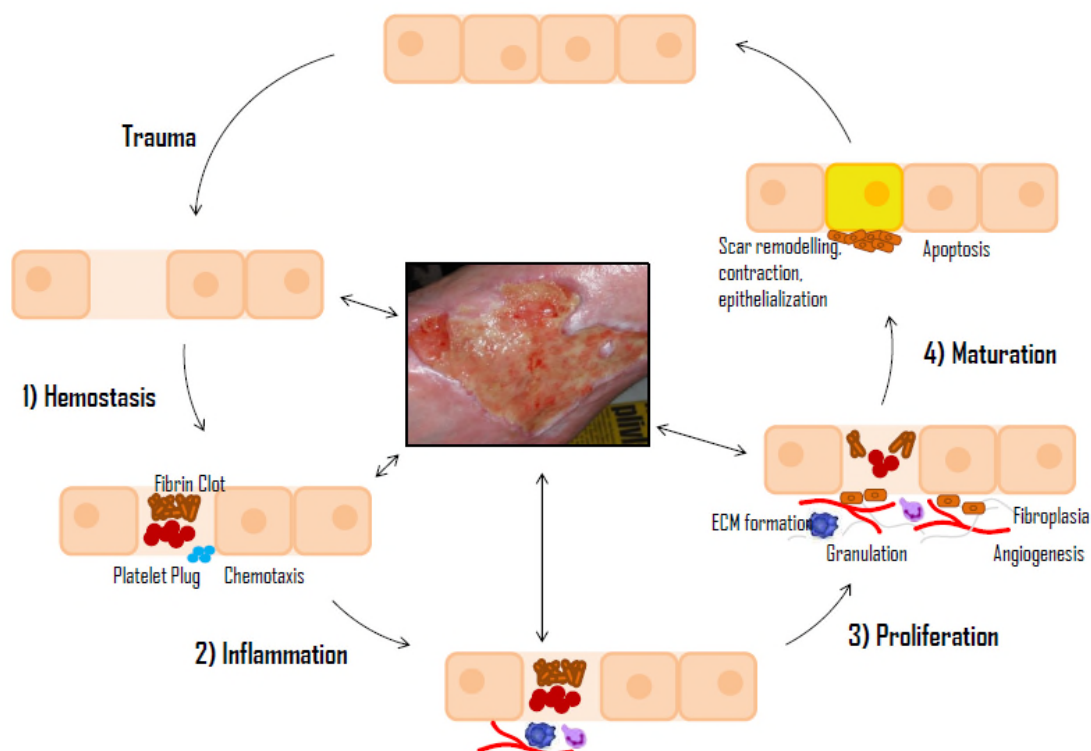 Trauma
1) Hemostasis
Fibrin Clot
Platelet Plug
Chemotaxis
2) Inflammation
3) Proliferation
ECM formation
Granulation
Fibroplasia
Angiogenesis
4) Maturation
Scar remodelling,
contraction,
epithelialization
Apoptosis